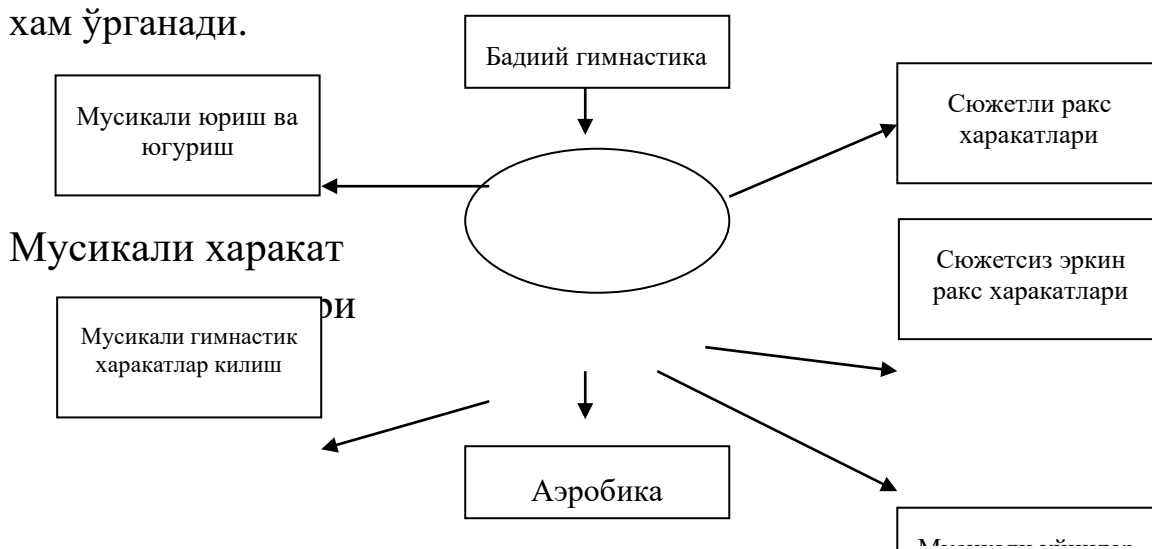 хам ўрганади.
Бадиий гимнастика
Мусикали юриш ва
югуриш
Сюжетли ракс
харакатлари
Мусикали харакат
Сюжетсиз эркин
ракс харакатлари
ри
Мусикали гимнастик
харакатлар килиш
Аэробика